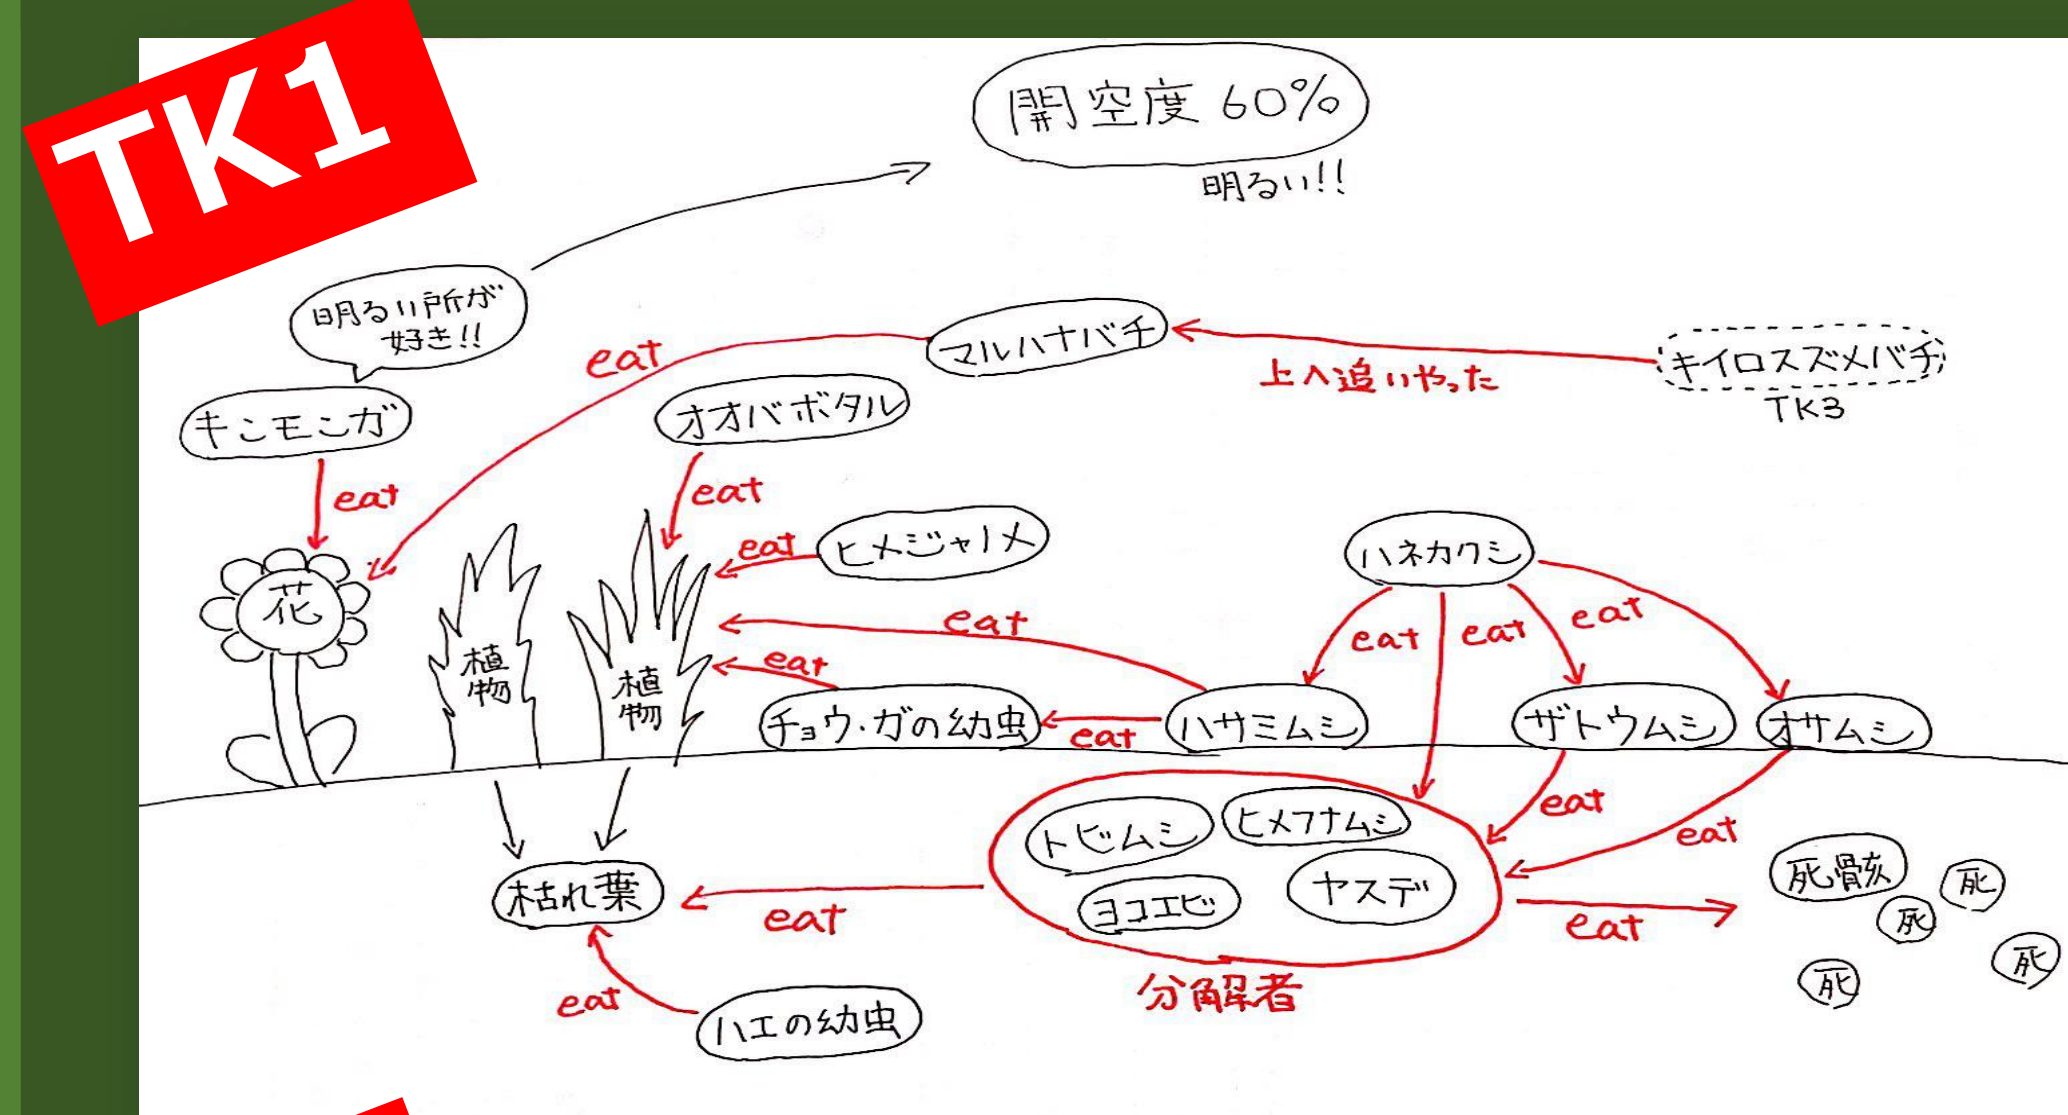 TK1
開空度 60%
明るい!!
明るい所が
好き!!
eat
マルハナバチ
上へ追いやった
キイロスズメバチ
TK3
キンモンガ
オオバボタル
eat
eat
eat
ヒメジャノメ
ハネカクシ
花
植
物
植
物
eat
eat
eat
eat
eat
チョウ・ガの幼虫
eat
ハサミムシ
ザトウムシ
オサムシ
トビムシ
ヒメフナムシ
eat
eat
枯れ葉
eat
ヨコエビ
ヤスデ
eat
死骸
死
死
死
死
分解者
eat
ハエの幼虫